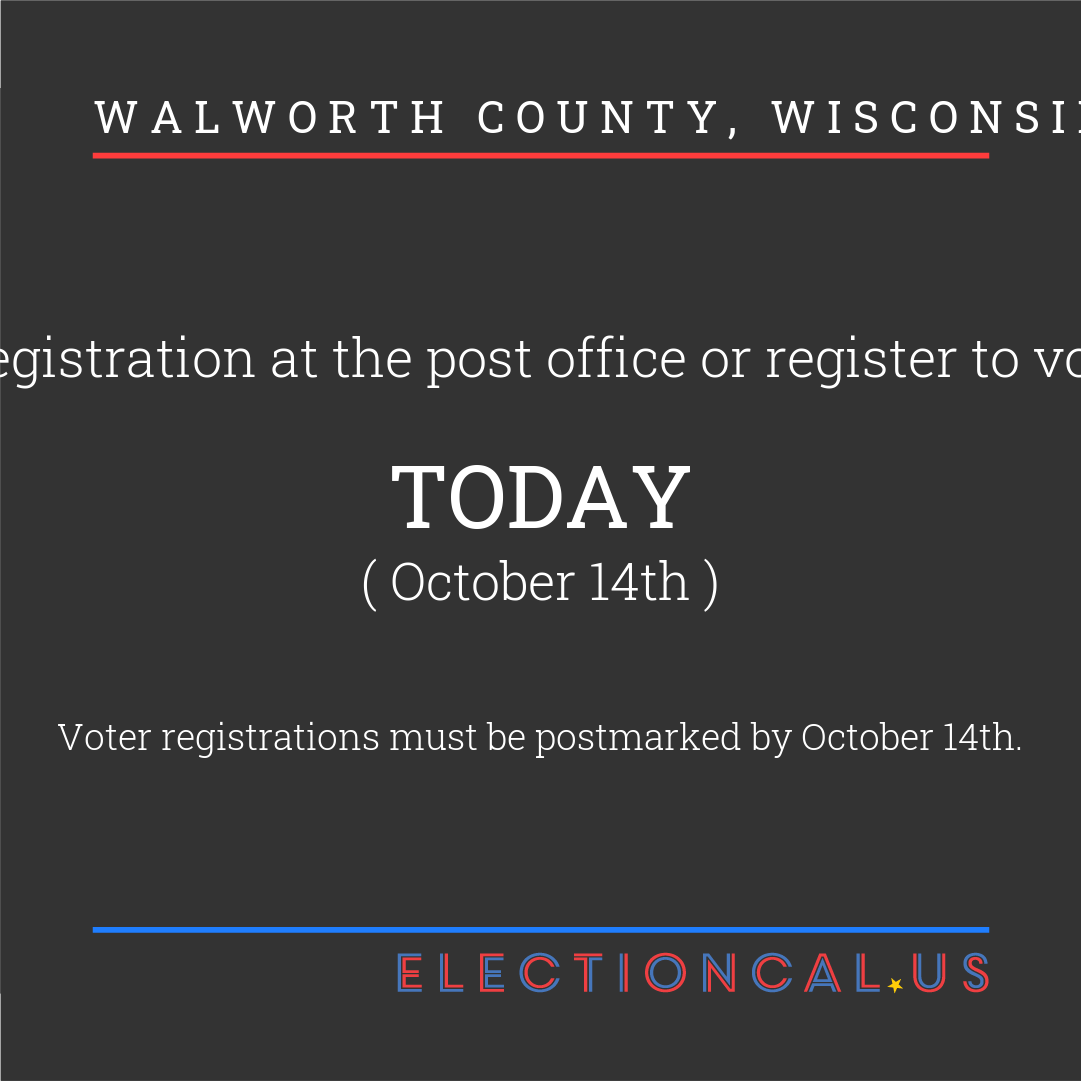 WALWORTH COUNTY, WISCONSI
egistration at the post office or register to vo
TODAY
( October 14th )
Voter registrations must be postmarked by October 14th.
ELECTIONCAL.US